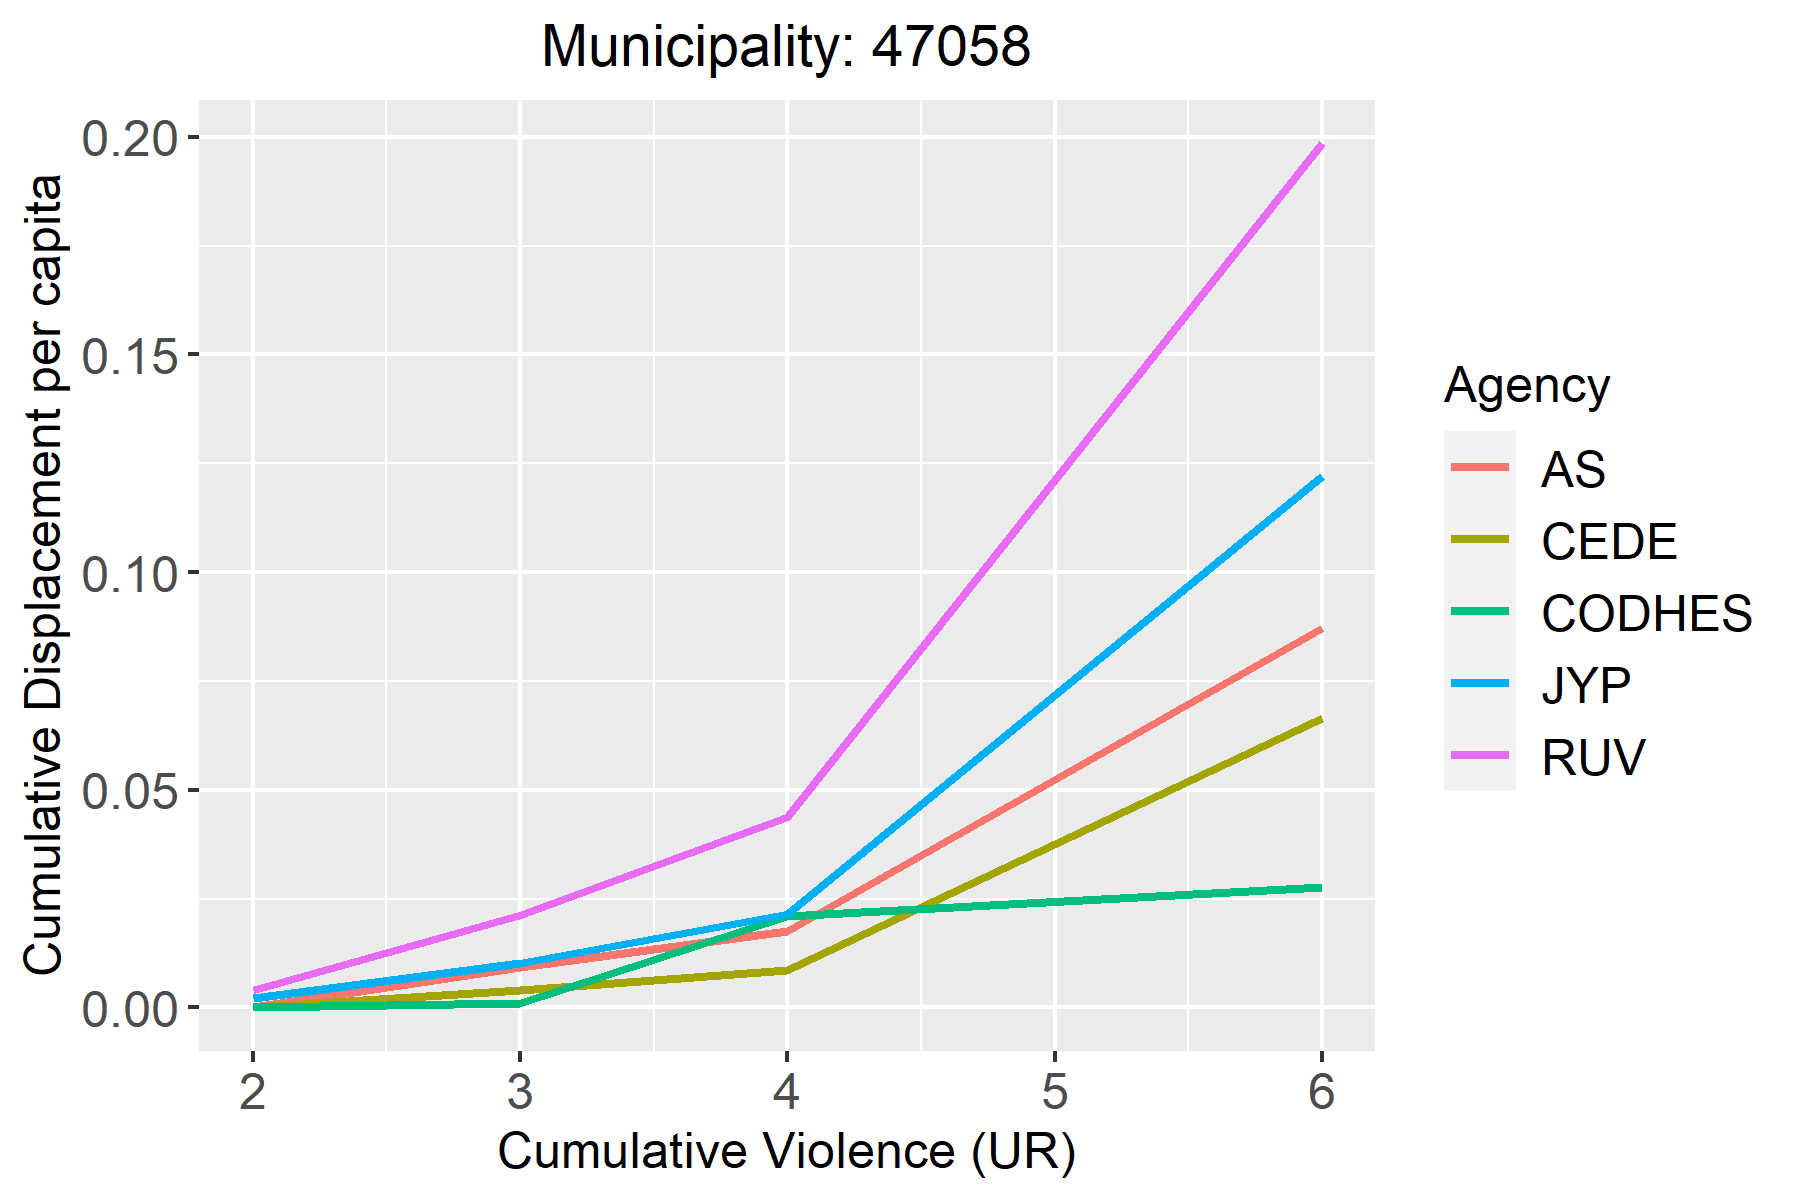 Municipality: 47058
Cumulative Displacement per capita
0.20
0.15
0.10
0.05
0.00
2 3 4 5 6
Cumulative Violence (UR)
Agency
AS
CEDE
CODHES
JYP
RUV